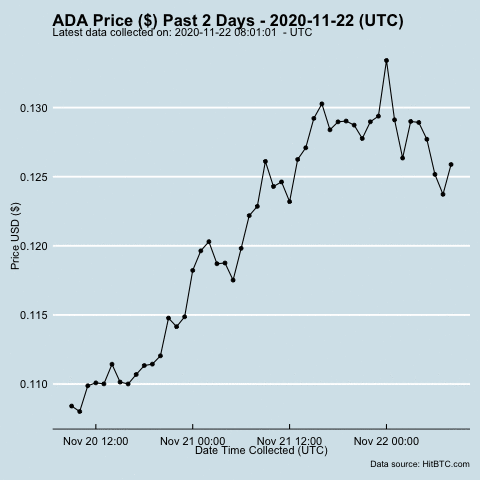 ADA Price ($) Past 2 Days - 2020-11-22 (UTC)
Latest data collected on: 2020-11-22 08:01:01 - UTC
0.130
0.125
0.120
0.115
0.110
Price USD ($)
Nov 20 12:00 Nov 21 00:00 Nov 21 12:00 Nov 22 00:00
Date Time Collected (UTC)
Data source: HitBTC.com